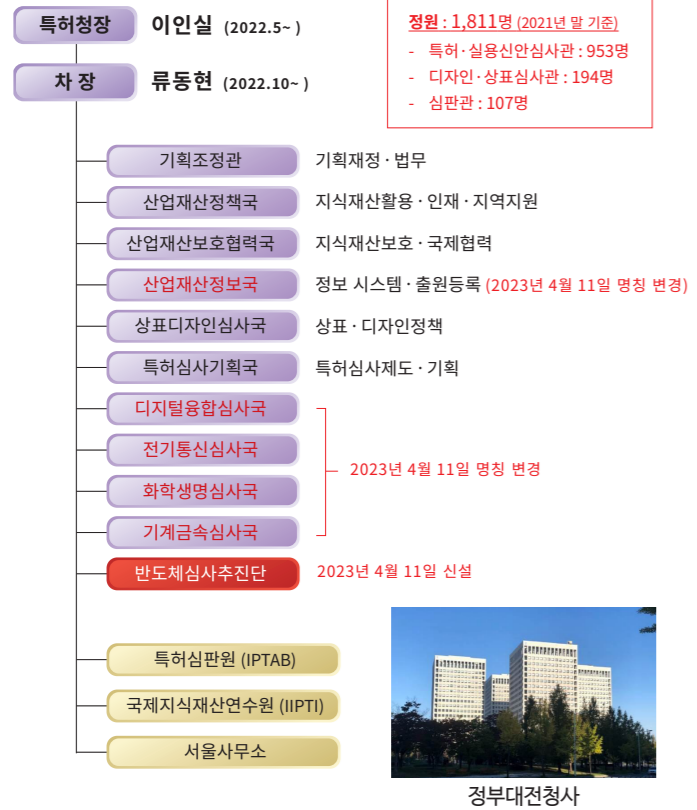 특허청장 이인실 (2022.5~ )
차 장 류동현 (2022.10~ )
정원 : 1,811명 (2021년 말 기준)
- 특허·실용신안심사관 : 953명
- 디자인·상표심사관 : 194명
- 심판관 : 107명
기획조정관 기획재정 · 법무
산업재산정책국 지식재산활용 · 인재 · 지역지원
산업재산보호협력국 지식재산보호 · 국제협력
산업재산정보국 정보 시스템 · 출원등록 (2023년 4월 11일 명칭 변경)
상표디자인심사국 상표 · 디자인정책
특허심사기획국 특허심사제도 · 기획
디지털융합심사국
전기통신심사국
2023년 4월 11일 명칭 변경
화학생명심사국
기계금속심사국
반도체심사추진단 2023년 4월 11일 신설
특허심판원 (IPTAB)
국제지식재산연수원 (IIPTI)
서울사무소
정부대전청사